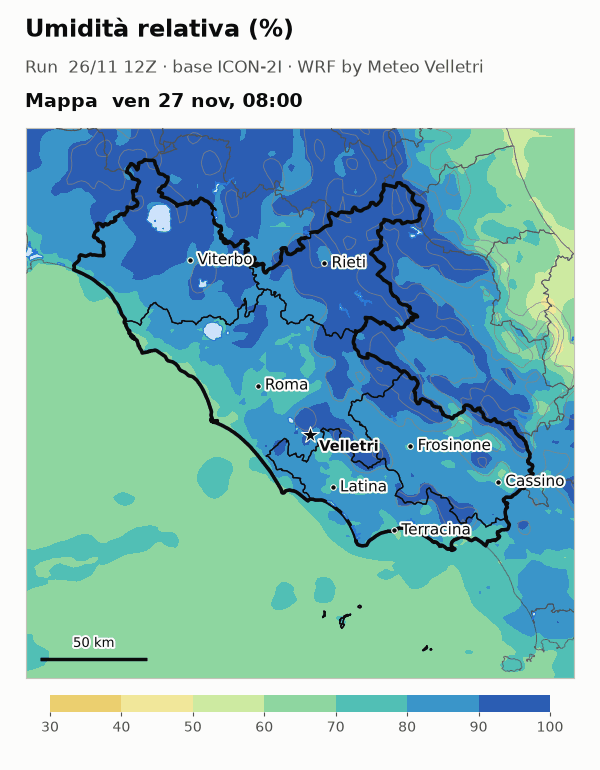 Umidità relativa (%)
Run  26/11 12Z · base ICON-2I · WRF by Meteo Velletri
Mappa  ven 27 nov, 08:00
Viterbo
Rieti
Roma
Velletri
Frosinone
Latina
Cassino
Terracina
50 km
30 40 50 60 70 80 90 100